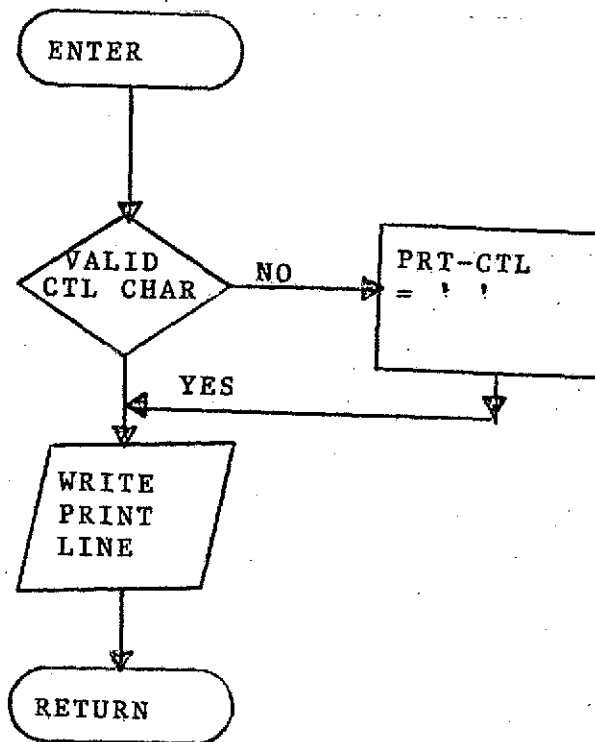 ENTER
VALID
CTL CHAR
NO
PRT-CTL
= ' '
YES
WRITE
PRINT
LINE
RETURN